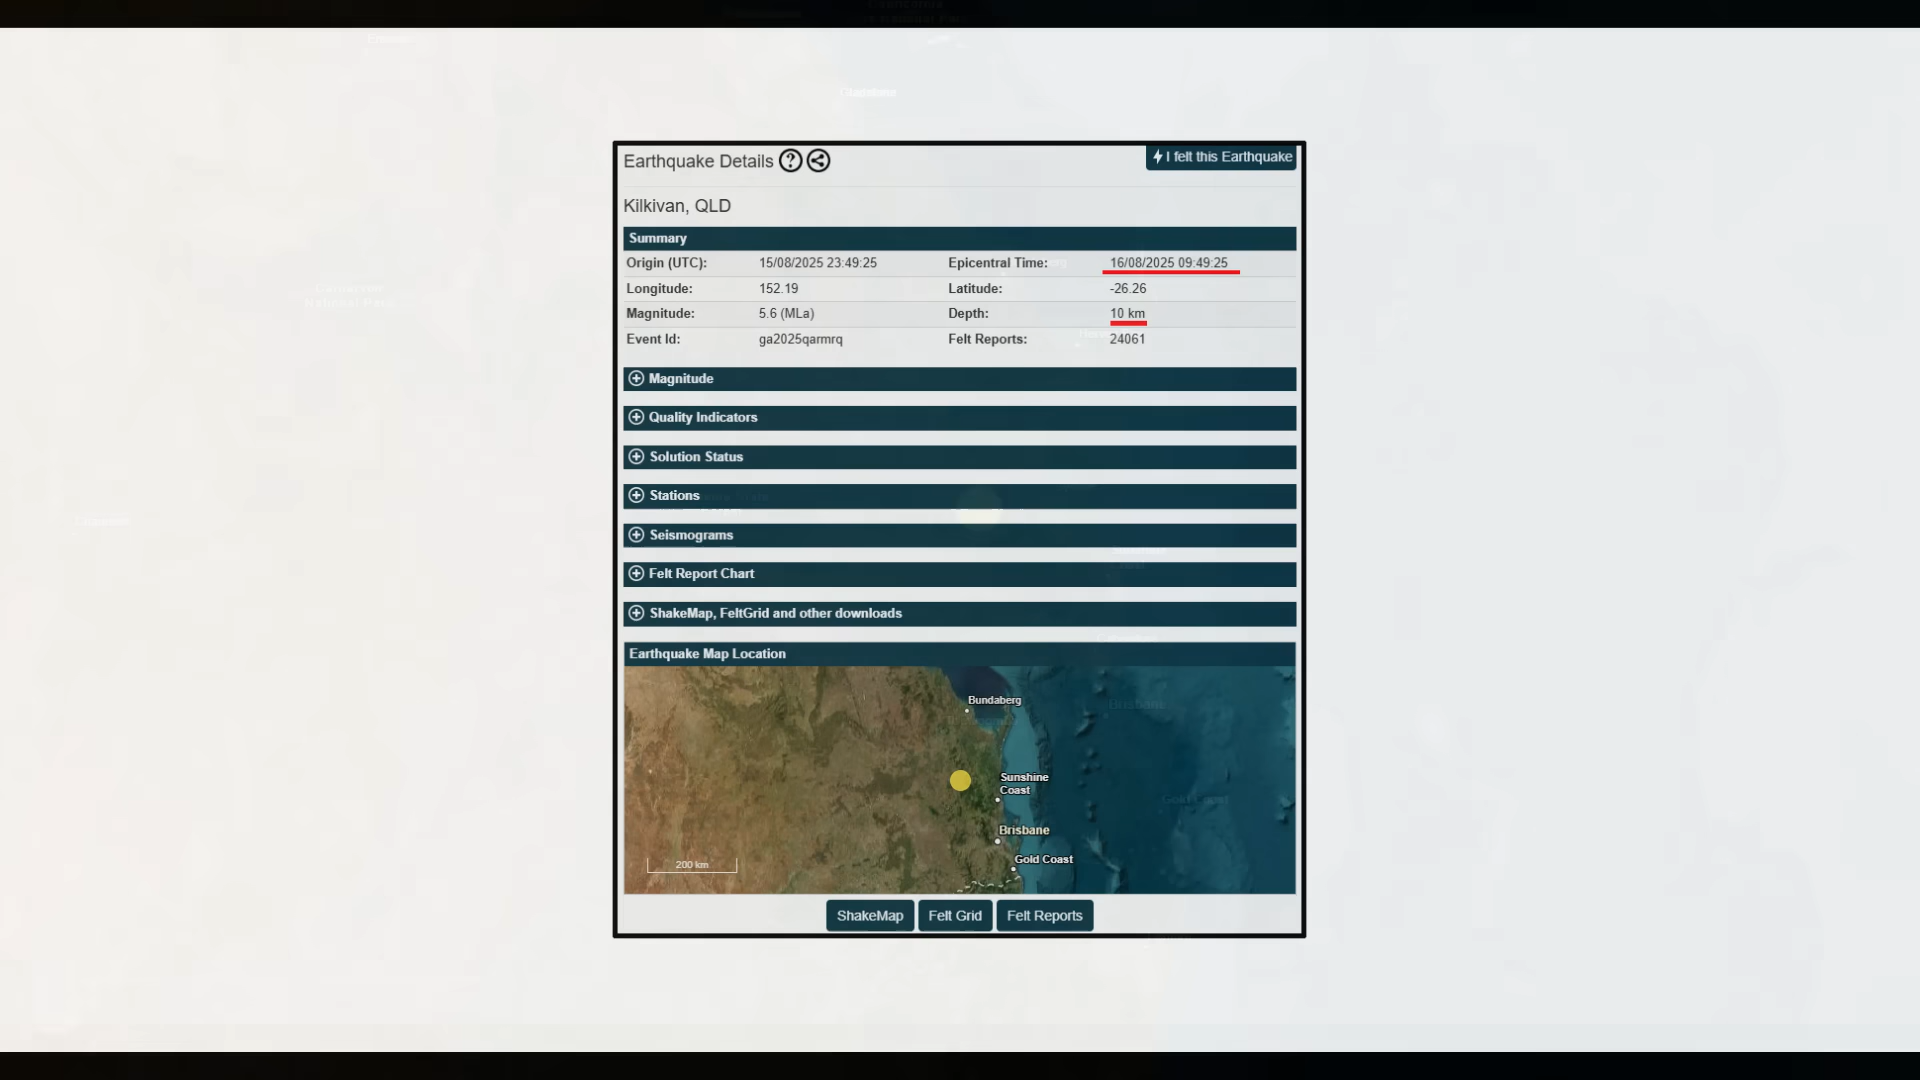 Earthquake Details
I felt this Earthquake
Kilkivan, QLD
Summary
Origin (UTC): 15/08/2025 23:49:25 Epicentral Time: 16/08/2025 09:49:25
Longitude: 152.19 Latitude: -26.26
Magnitude: 5.6 (MLa) Depth: 10 km
Event Id: ga2025qarmrq Felt Reports: 24061
Magnitude
Quality Indicators
Solution Status
Stations
Seismograms
Felt Report Chart
ShakeMap, FeltGrid and other downloads
Earthquake Map Location
Bundaberg
Brisbane
Sunshine
Coast
Gold Coast
Brisbane
Gold Coast
200 km
ShakeMap Felt Grid Felt Reports